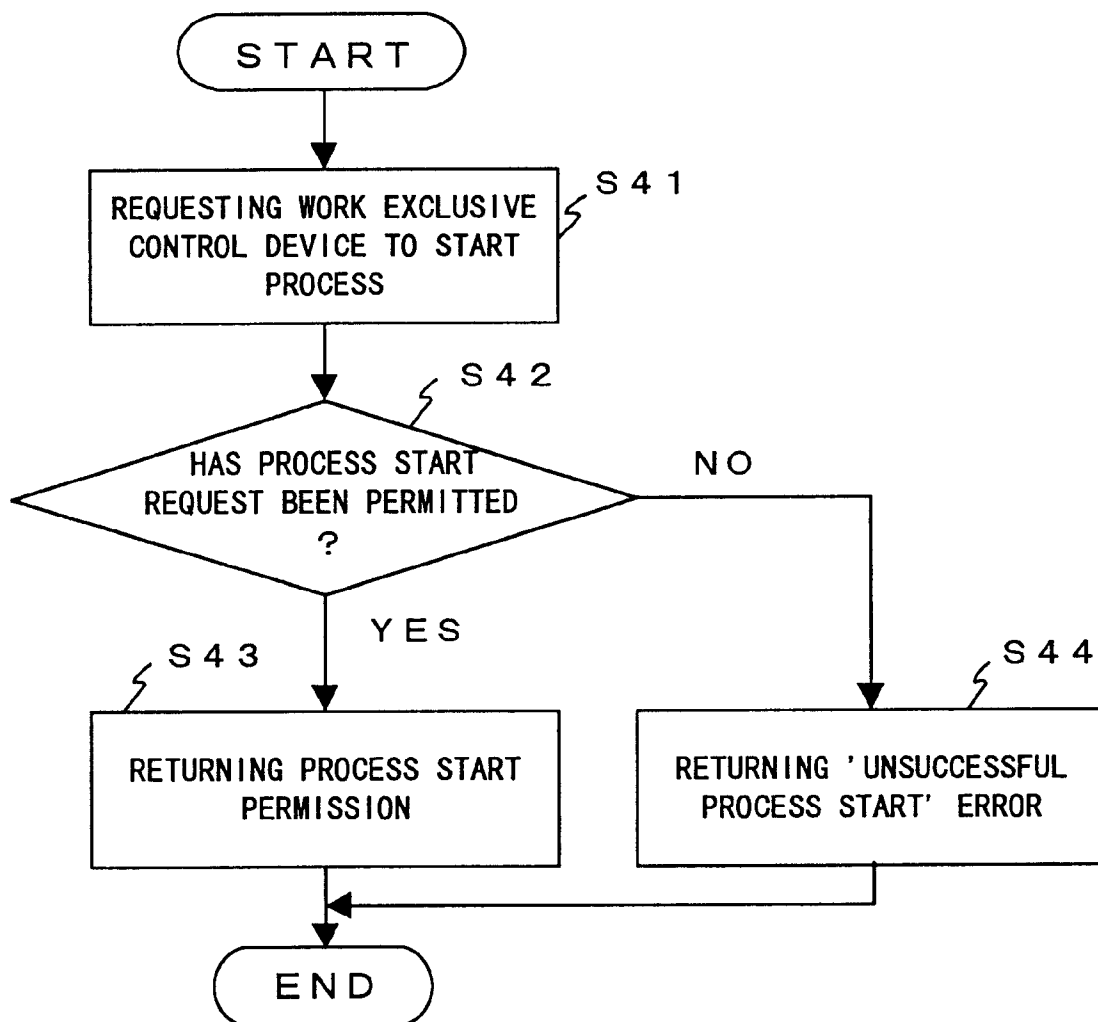 START
REQUESTING WORK EXCLUSIVE
CONTROL DEVICE TO START
PROCESS
S41
S42
HAS PROCESS START
REQUEST BEEN PERMITTED
?
NO
YES
S43
RETURNING PROCESS START
PERMISSION
S44
RETURNING 'UNSUCCESSFUL
PROCESS START' ERROR
END